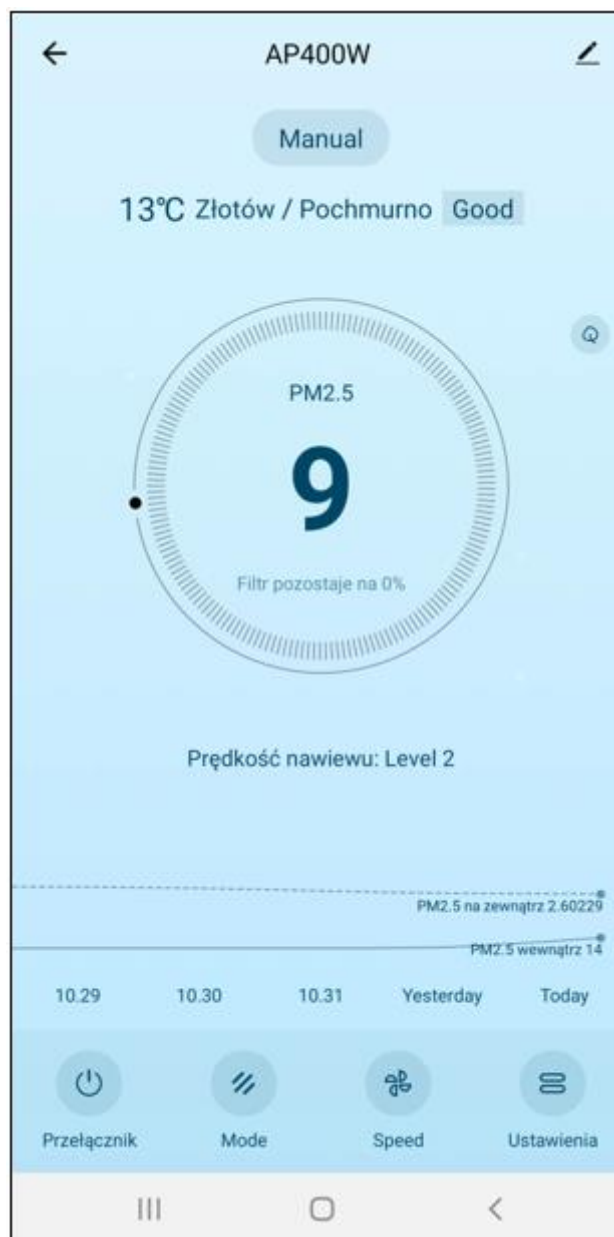 AP400W
Manual
13°C Złotów / Pochmurno Good
PM2.5
9
Filtr pozostaje na 0%
Prędkość nawiewu: Level 2
PM2.5 na zewnątrz 2.60229
PM2.5 wewnątrz 14
10.29 10.30 10.31 Yesterday Today
Przełącznik Mode Speed Ustawienia